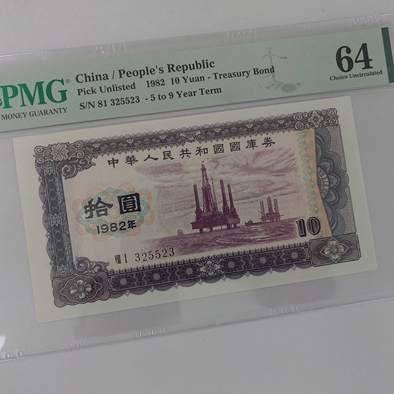 PMG
MONEY GUARANTY
China / People's Republic
Pick Unlisted 1982 10 Yuan - Treasury Bond
S/N 81 325523 - 5 to 9 Year Term
64
Choice Uncirculated
中華人民共和國國庫券
拾圓
1982年
10
325523